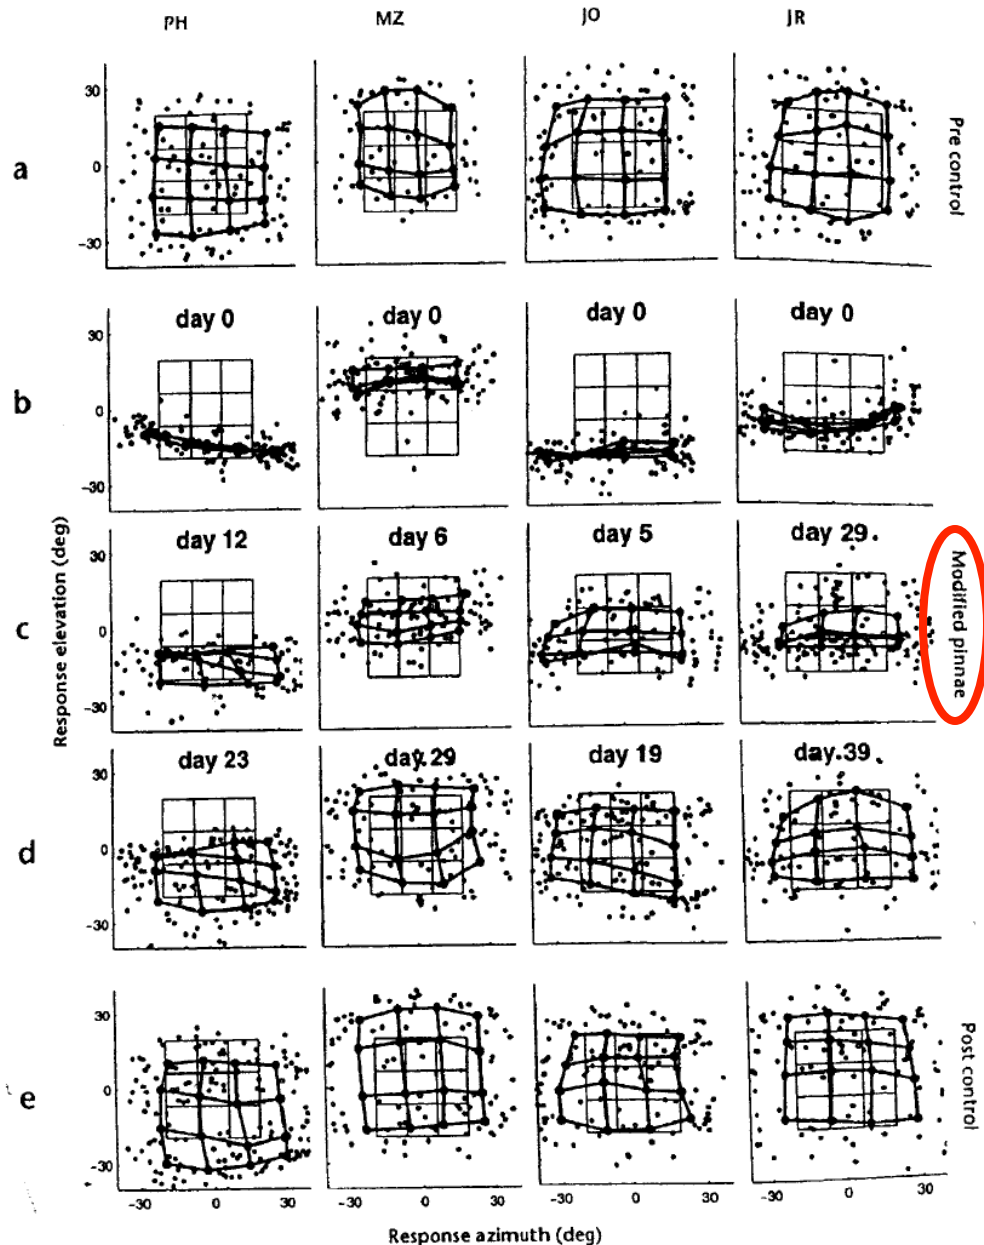 PH MZ JO JR
30
0
-30
a
Pre control
day 0 day 0 day 0 day 0
30
0
-30
b
day 12 day 6 day 5 day 29
30
0
-30
c
Modified pinnae
Response elevation (deg)
day 23 day 29 day 19 day 39
30
0
-30
d
30
0
-30
e
Post control
-30 0 30 -30 0 30 -30 0 30 -30 0 30
Response azimuth (deg)